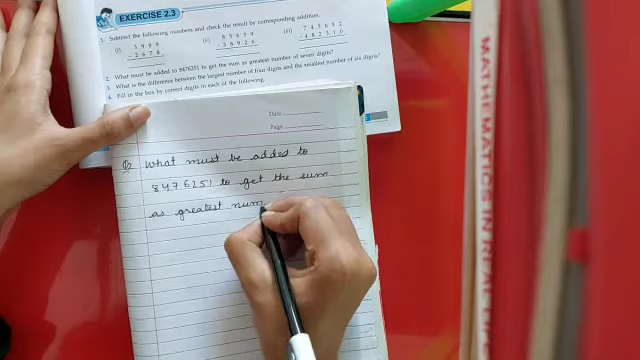 EXERCISE 2.3
1. Subtract the following numbers and check the result by corresponding addition.
(i) 5 9 9 9
- 2 6 7 8
(ii) 8 5 6 5 9
- 3 8 9 2 6
(iii) 7 4 5 6 5 2
- 4 8 2 3 1 0
2. What must be added to 8476251 to get the sum as greatest number of seven digits?
3. What is the difference between the largest number of four digits and the smallest number of six digits?
4. Fill in the box by correct digits in each of the following.
Date
Page
Q2 What must be added to
8476251 to get the sum
as greatest num
MATHEMATICS IN REAL